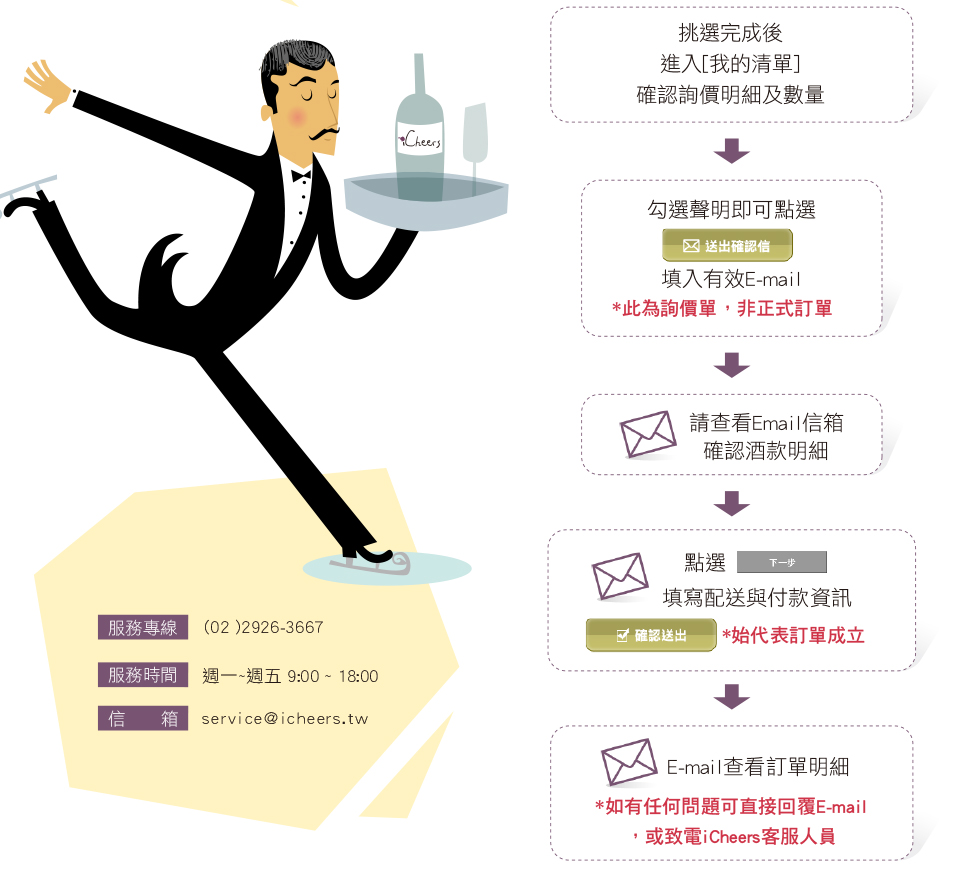 iCheers
服務專線 (02 )2926-3667
服務時間 週一~週五 9:00 ~ 18:00
信 箱 service@icheers.tw
挑選完成後
進入[我的清單]
確認詢價明細及數量
勾選聲明即可點選
送出確認信
填入有效E-mail
*此為詢價單，非正式訂單
請查看Email信箱
確認酒款明細
點選 下一步
填寫配送與付款資訊
確認送出 *始代表訂單成立
E-mail查看訂單明細
*如有任何問題可直接回覆E-mail
，或致電iCheers客服人員